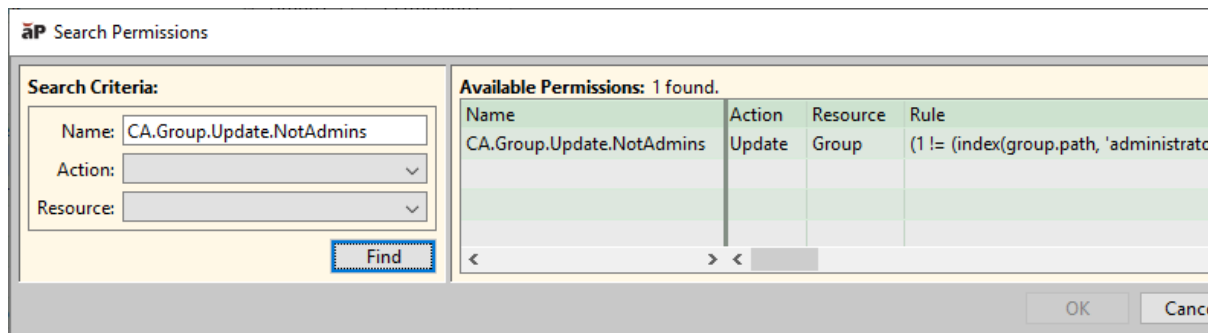 āP Search Permissions
Search Criteria:
Name: CA.Group.Update.NotAdmins
Action:
Resource:
Find
Available Permissions: 1 found.
Name Action Resource Rule
CA.Group.Update.NotAdmins Update Group (1 != (index(group.path, 'administrato
OK Cance